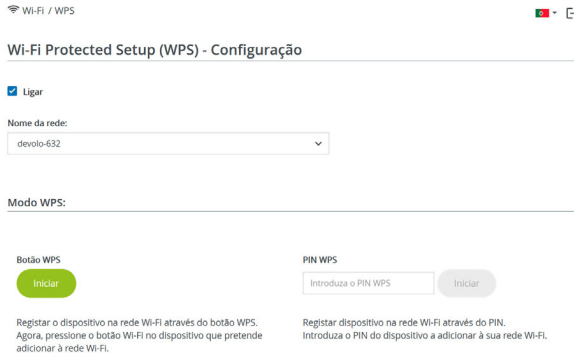 Wi-Fi / WPS
Wi-Fi Protected Setup (WPS) - Configuração
Ligar
Nome da rede:
devolo-632
Modo WPS:
Botão WPS
Iniciar
Registar o dispositivo na rede Wi-Fi através do botão WPS.
Agora, pressione o botão Wi-Fi no dispositivo que pretende
adicionar à rede Wi-Fi.
PIN WPS
Introduza o PIN WPS
Iniciar
Registar dispositivo na rede Wi-Fi através do PIN.
Introduza o PIN do dispositivo a adicionar à sua rede Wi-Fi.